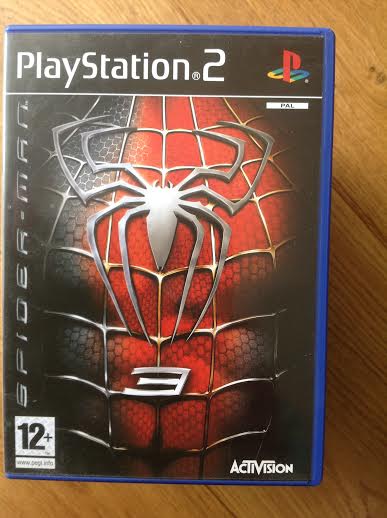 PlayStation®2
PAL
SPIDER-MAN
3
12+
www.pegi.info
ACTIVISION